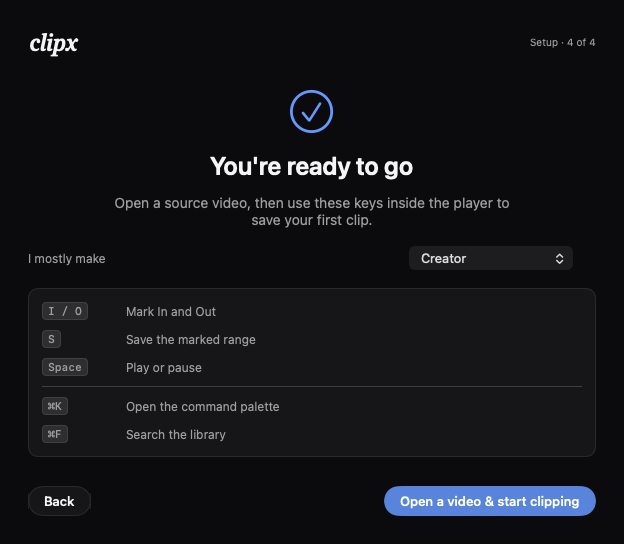 clipx
Setup · 4 of 4
You're ready to go
Open a source video, then use these keys inside the player to
save your first clip.
I mostly make
Creator
I / O
Mark In and Out
S
Save the marked range
Space
Play or pause
⌘K
Open the command palette
⌘F
Search the library
Back
Open a video & start clipping